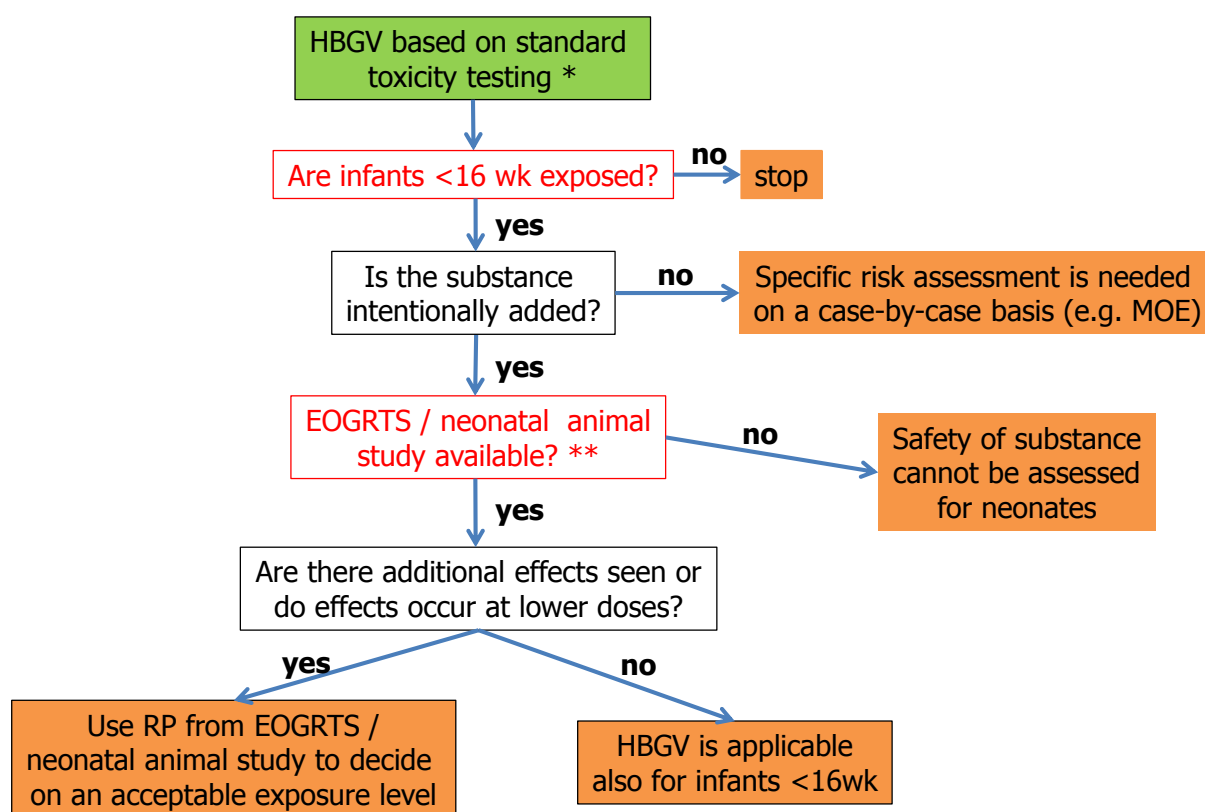 HBGV based on standard
toxicity testing *
Are infants <16 wk exposed?
no
stop
yes
Is the substance
intentionally added?
no
Specific risk assessment is needed
on a case-by-case basis (e.g. MOE)
yes
EOGRTS / neonatal animal
study available? **
no
Safety of substance
cannot be assessed
for neonates
yes
Are there additional effects seen or
do effects occur at lower doses?
yes
no
Use RP from EOGRTS /
neonatal animal study to decide
on an acceptable exposure level
HBGV is applicable
also for infants <16wk